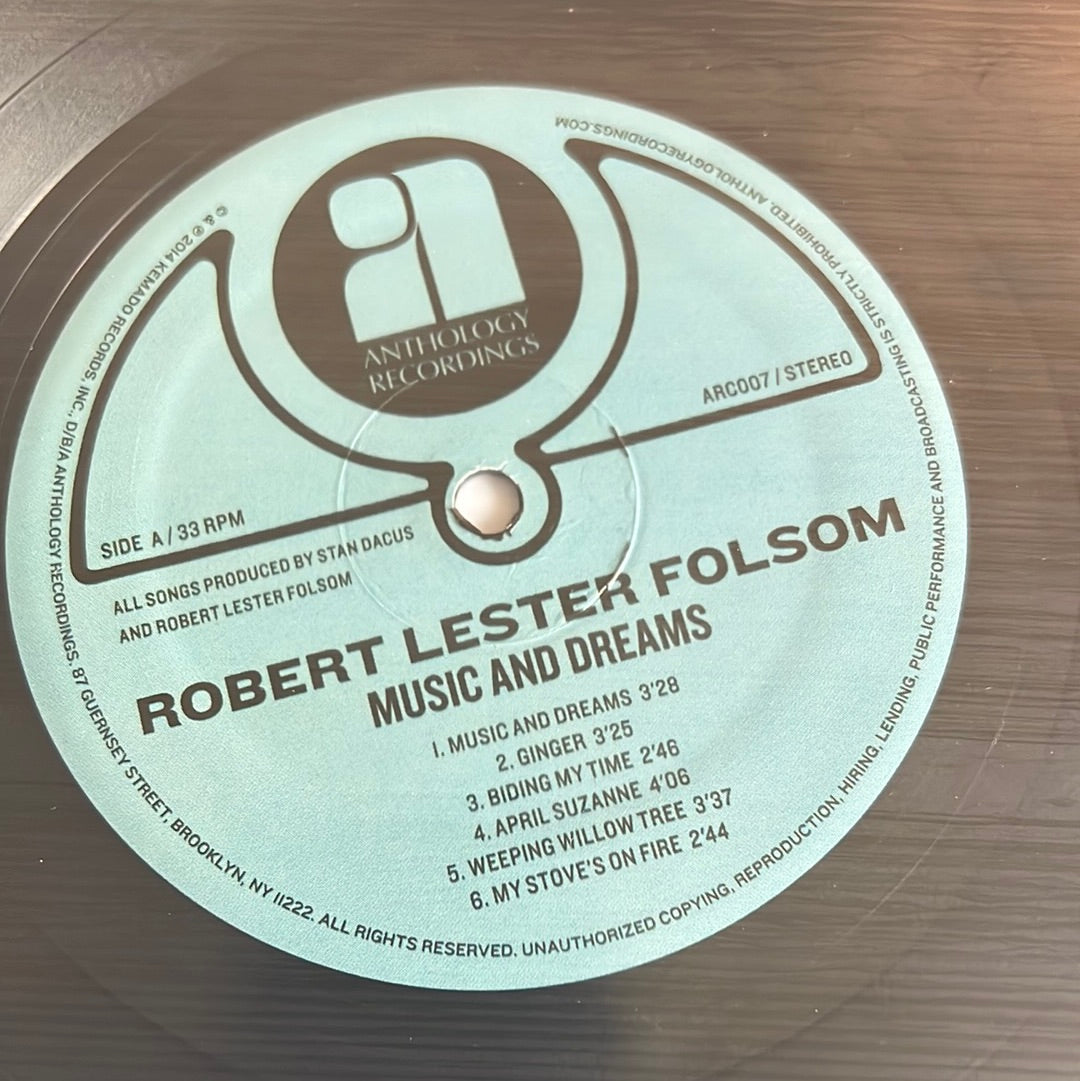 ANTHOLOGY
RECORDINGS
ARC007 / STEREO
SIDE A / 33 RPM
ALL SONGS PRODUCED BY STAN DACUS
AND ROBERT LESTER FOLSOM
ROBERT LESTER FOLSOM
MUSIC AND DREAMS
1. MUSIC AND DREAMS 3'28
2. GINGER 3'25
3. BIDING MY TIME 2'46
4. APRIL SUZANNE 4'06
5. WEEPING WILLOW TREE 3'37
6. MY STOVE'S ON FIRE 2'44
© & ℗ 2014 KEMADO RECORDS, INC., D/B/A ANTHOLOGY RECORDINGS. 87 GUERNSEY STREET, BROOKLYN, NY 11222. ALL RIGHTS RESERVED. UNAUTHORIZED COPYING, REPRODUCTION, HIRING, LENDING, PUBLIC PERFORMANCE AND BROADCASTING IS STRICTLY PROHIBITED. ANTHOLOGYRECORDINGS.COM